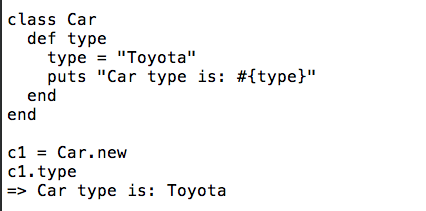 class Car
  def type
    type = "Toyota"
    puts "Car type is: #{type}"
  end
end

c1 = Car.new
c1.type
=> Car type is: Toyota